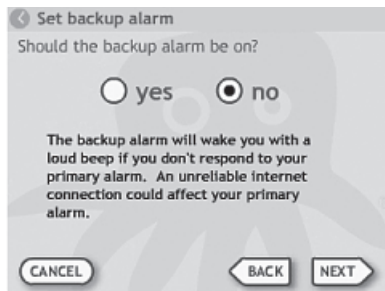 Set backup alarm
Should the backup alarm be on?
yes no
The backup alarm will wake you with a
loud beep if you don't respond to your
primary alarm. An unreliable internet
connection could affect your primary
alarm.
CANCEL BACK NEXT